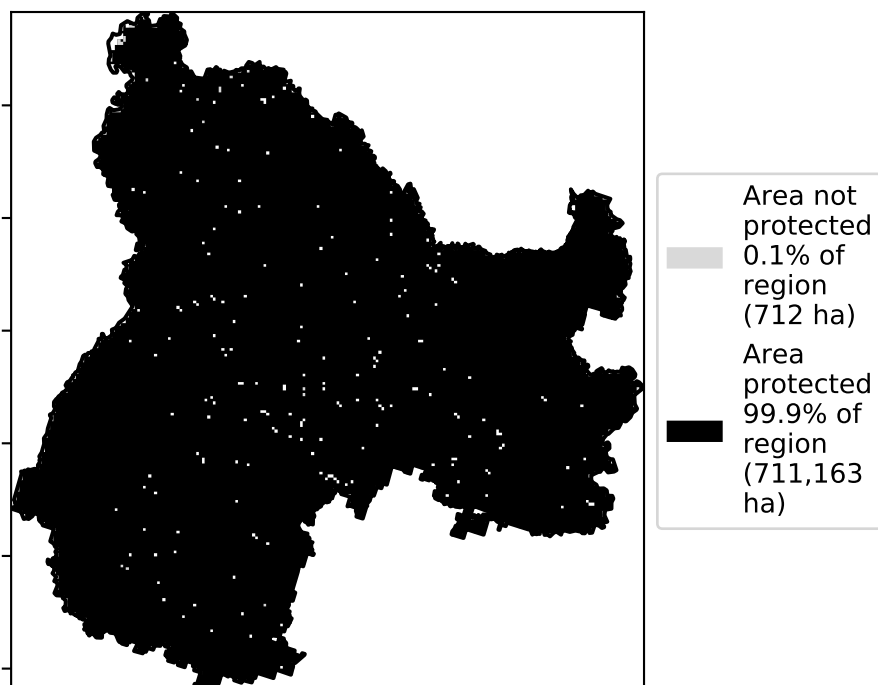 Area not
protected
0.1% of
region
(712 ha)
Area
protected
99.9% of
region
(711,163
ha)